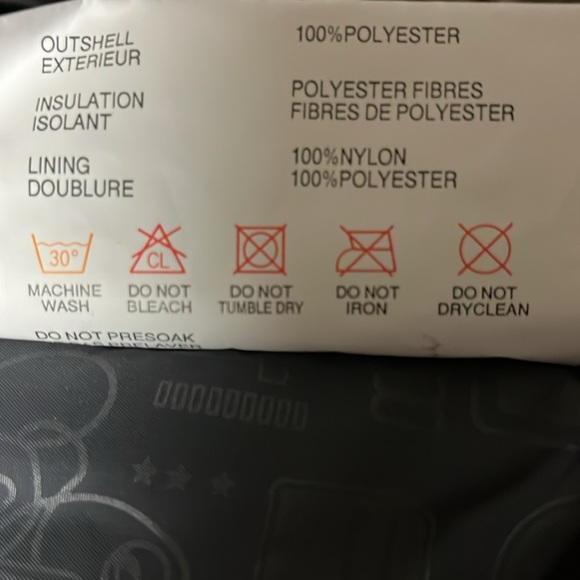 OUTSHELL 100%POLYESTER
EXTERIEUR
INSULATION POLYESTER FIBRES
ISOLANT FIBRES DE POLYESTER
LINING 100%NYLON
DOUBLURE 100%POLYESTER
30° CL
MACHINE WASH
DO NOT BLEACH
DO NOT TUMBLE DRY
DO NOT IRON
DO NOT DRYCLEAN
DO NOT PRESOAK